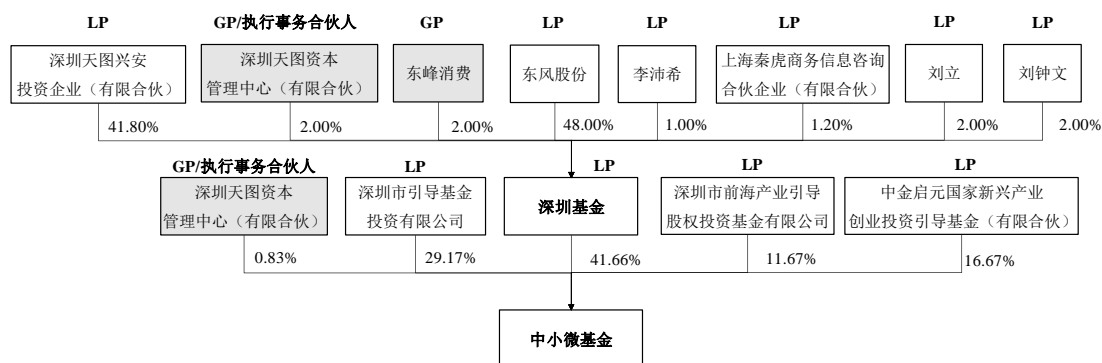 LP GP/执行事务合伙人 GP LP LP LP LP LP
深圳天图兴安
投资企业（有限合伙）
深圳天图资本
管理中心（有限合伙）
东峰消费
东风股份
李沛希
上海秦虎商务信息咨询
合伙企业（有限合伙）
刘立
刘钟文
41.80% 2.00% 2.00% 48.00% 1.00% 1.20% 2.00% 2.00%
GP/执行事务合伙人 LP LP LP LP
深圳天图资本
管理中心（有限合伙）
深圳市引导基金
投资有限公司
深圳基金
深圳市前海产业引导
股权投资基金有限公司
中金启元国家新兴产业
创业投资引导基金（有限合伙）
0.83% 29.17% 41.66% 11.67% 16.67%
中小微基金